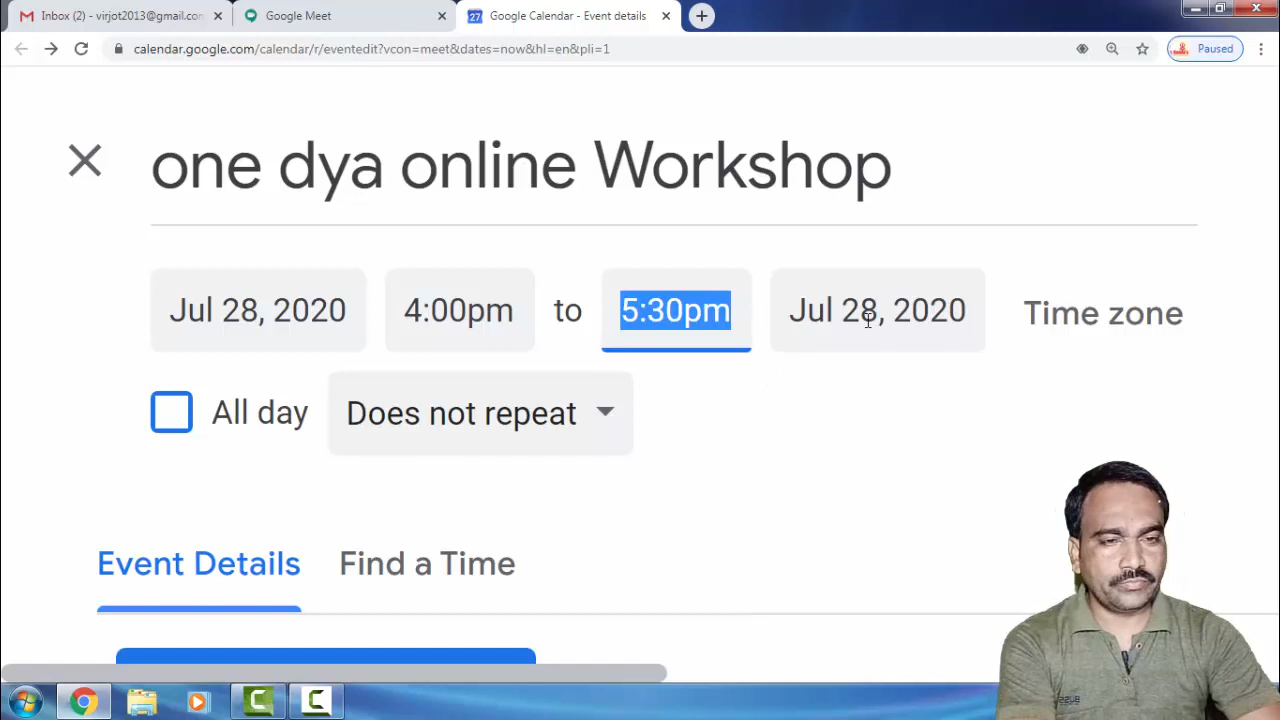 Inbox (2) - virjot2013@gmail.con
Google Meet
Google Calendar - Event details
calendar.google.com/calendar/r/eventedit?vcon=meet&dates=now&hl=en&pli=1
Paused
one dya online Workshop
Jul 28, 2020 4:00pm to 5:30pm Jul 28, 2020 Time zone
All day Does not repeat
Event Details Find a Time